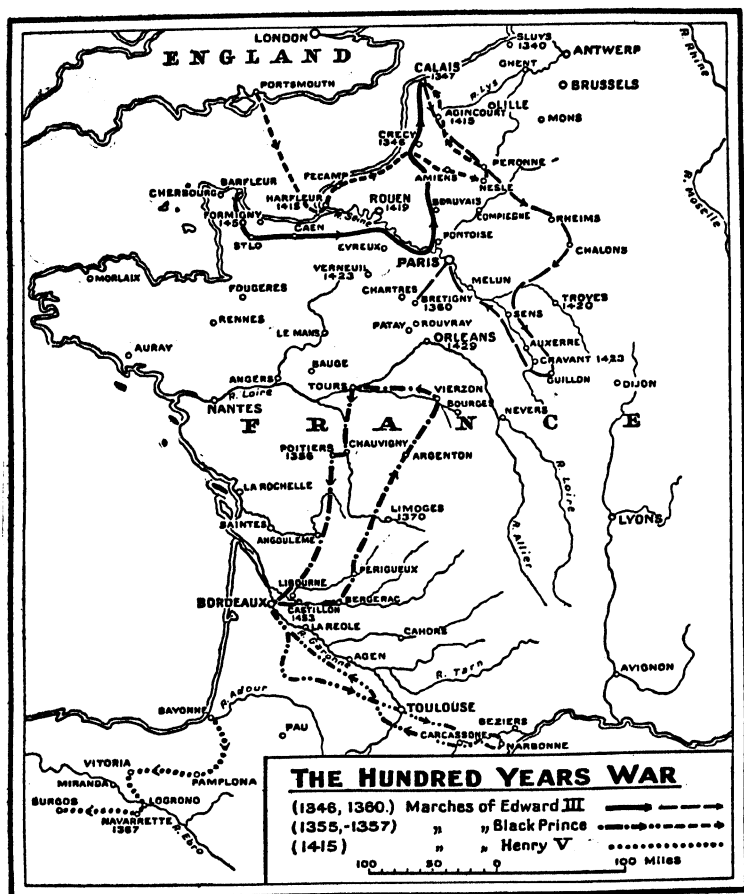 LONDON
ENGLAND
SLUYS
1340
ANTWERP
GHENT
CALAIS
1347
R. Rhine
BRUSSELS
PORTSMOUTH
R. Lys
LILLE
AGINCOURT
1415
MONS
CRECY
1346
PERONNE
FECAMP
AMIENS
NESLE
R. Moselle
CHERBOURG
BARFLEUR
HARFLEUR
1415
ROUEN
1419
BEAUVAIS
COMPIEGNE
RHEIMS
FORMIGNY
1450
R. Seine
CAEN
ST LO
EVREUX
PONTOISE
CHALONS
PARIS
MORLAIX
VERNEUIL
1423
MELUN
FOUGERES
CHARTRES
BRETIGNY
1360
TROYES
1420
SENS
RENNES
PATAY
ROUVRAY
LE MANS
ORLEANS
1429
AURAY
AUXERRE
CRAVANT 1423
BAUGE
GUILLON
DIJON
ANGERS
TOURS
VIERZON
R. Loire
BOURGES
NANTES
NEVERS
FRANCE
POITIERS
1356
CHAUVIGNY
ARGENTON
R. Loire
LA ROCHELLE
LIMOGES
1370
LYONS
SAINTES
ANGOULEME
R. Allier
PERIGUEUX
LIBOURNE
BORDEAUX
CASTILLON
1453
BERGERAC
LA REOLE
CAHORS
R. Garonne
AGEN
R. Tarn
AVIGNON
R. Adour
BAYONNE
TOULOUSE
PAU
BEZIERS
CARCASSONNE
NARBONNE
VITORIA
MIRANDA
PAMPLONA
BURGOS
LOGRONO
NAVARRETTE
1367
R. Ebro
THE HUNDRED YEARS WAR
(1346, 1360.) Marches of Edward III
(1355,-1357) " " Black Prince
(1415) " " Henry V
100 50 0 100 Miles